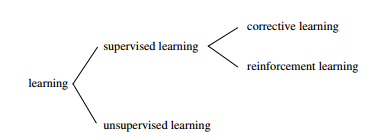 corrective learning
supervised learning
reinforcement learning
learning
unsupervised learning